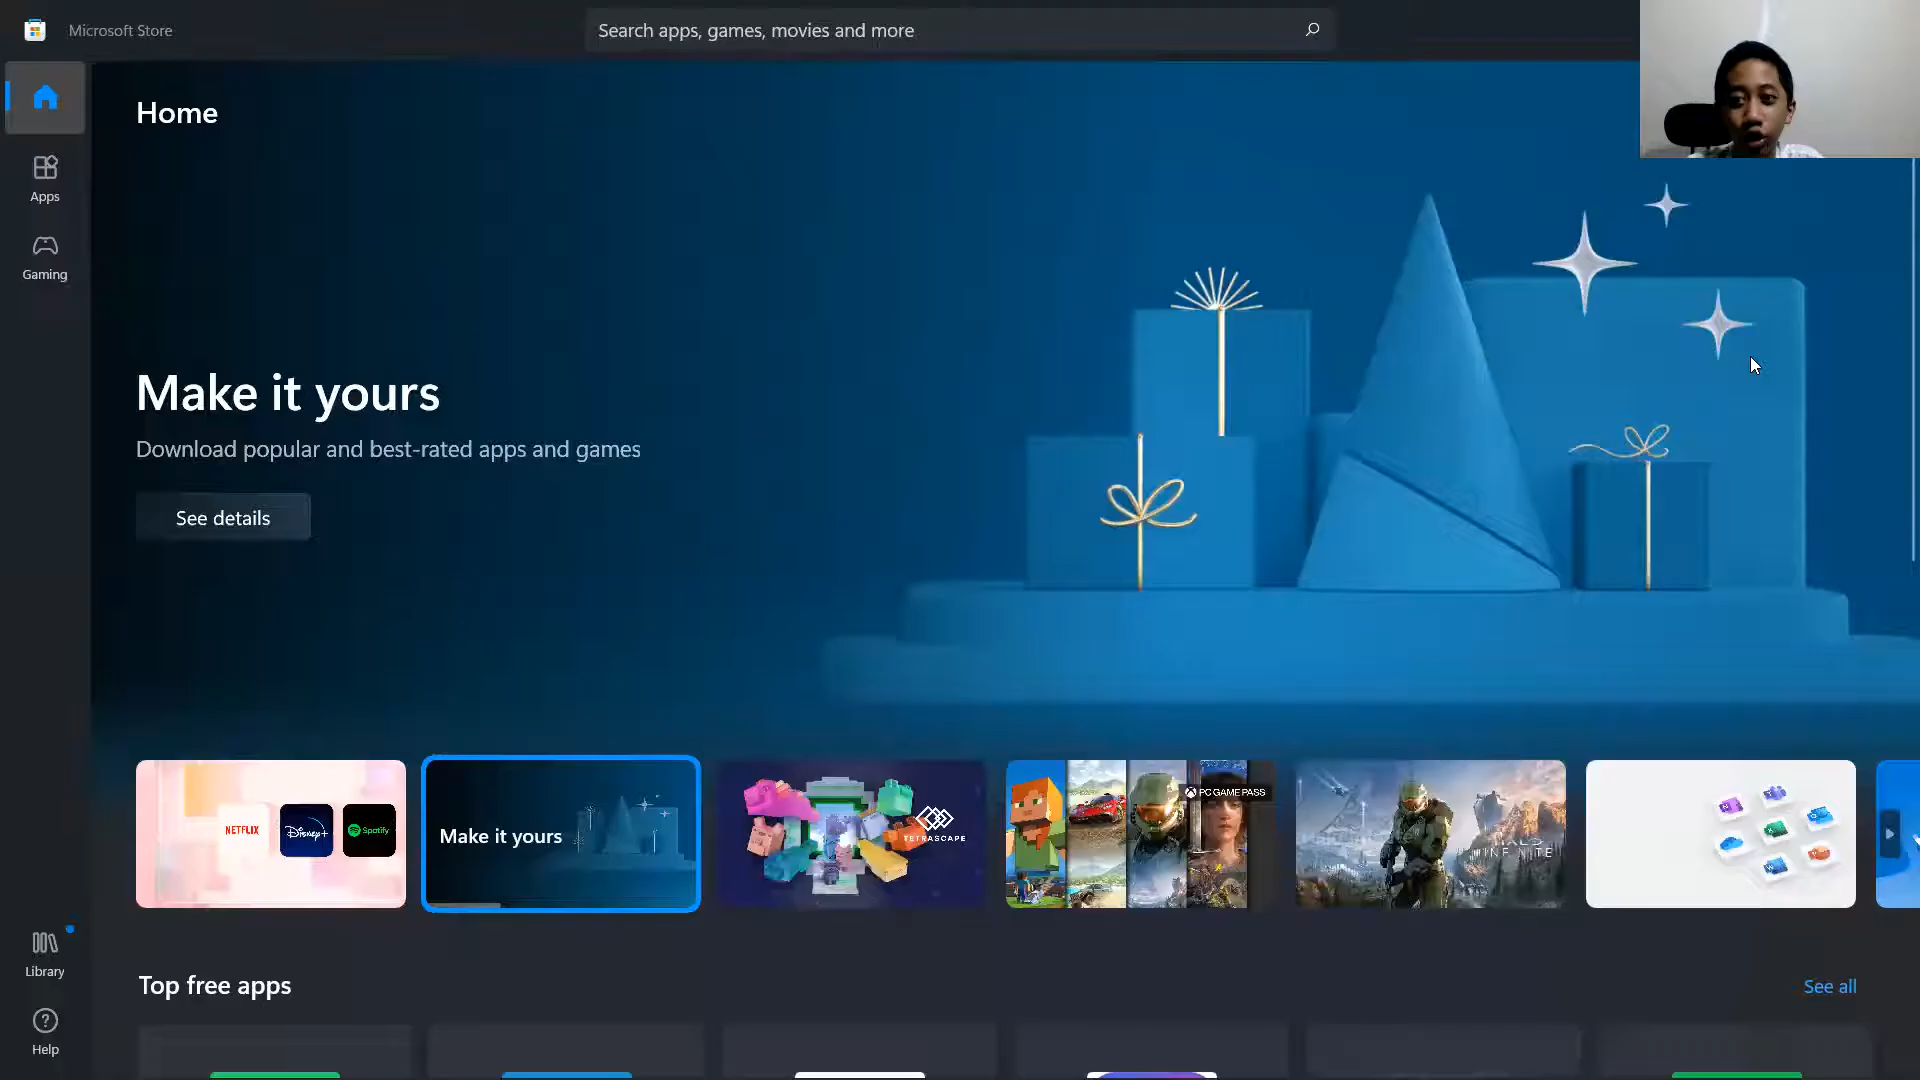 Microsoft Store
Search apps, games, movies and more
Home
Apps
Gaming
Make it yours
Download popular and best-rated apps and games
See details
NETFLIX
Disney+
Spotify
Make it yours
TETRASCAPE
PC GAME PASS
HALO
INFINITE
Library
Top free apps
See all
Help